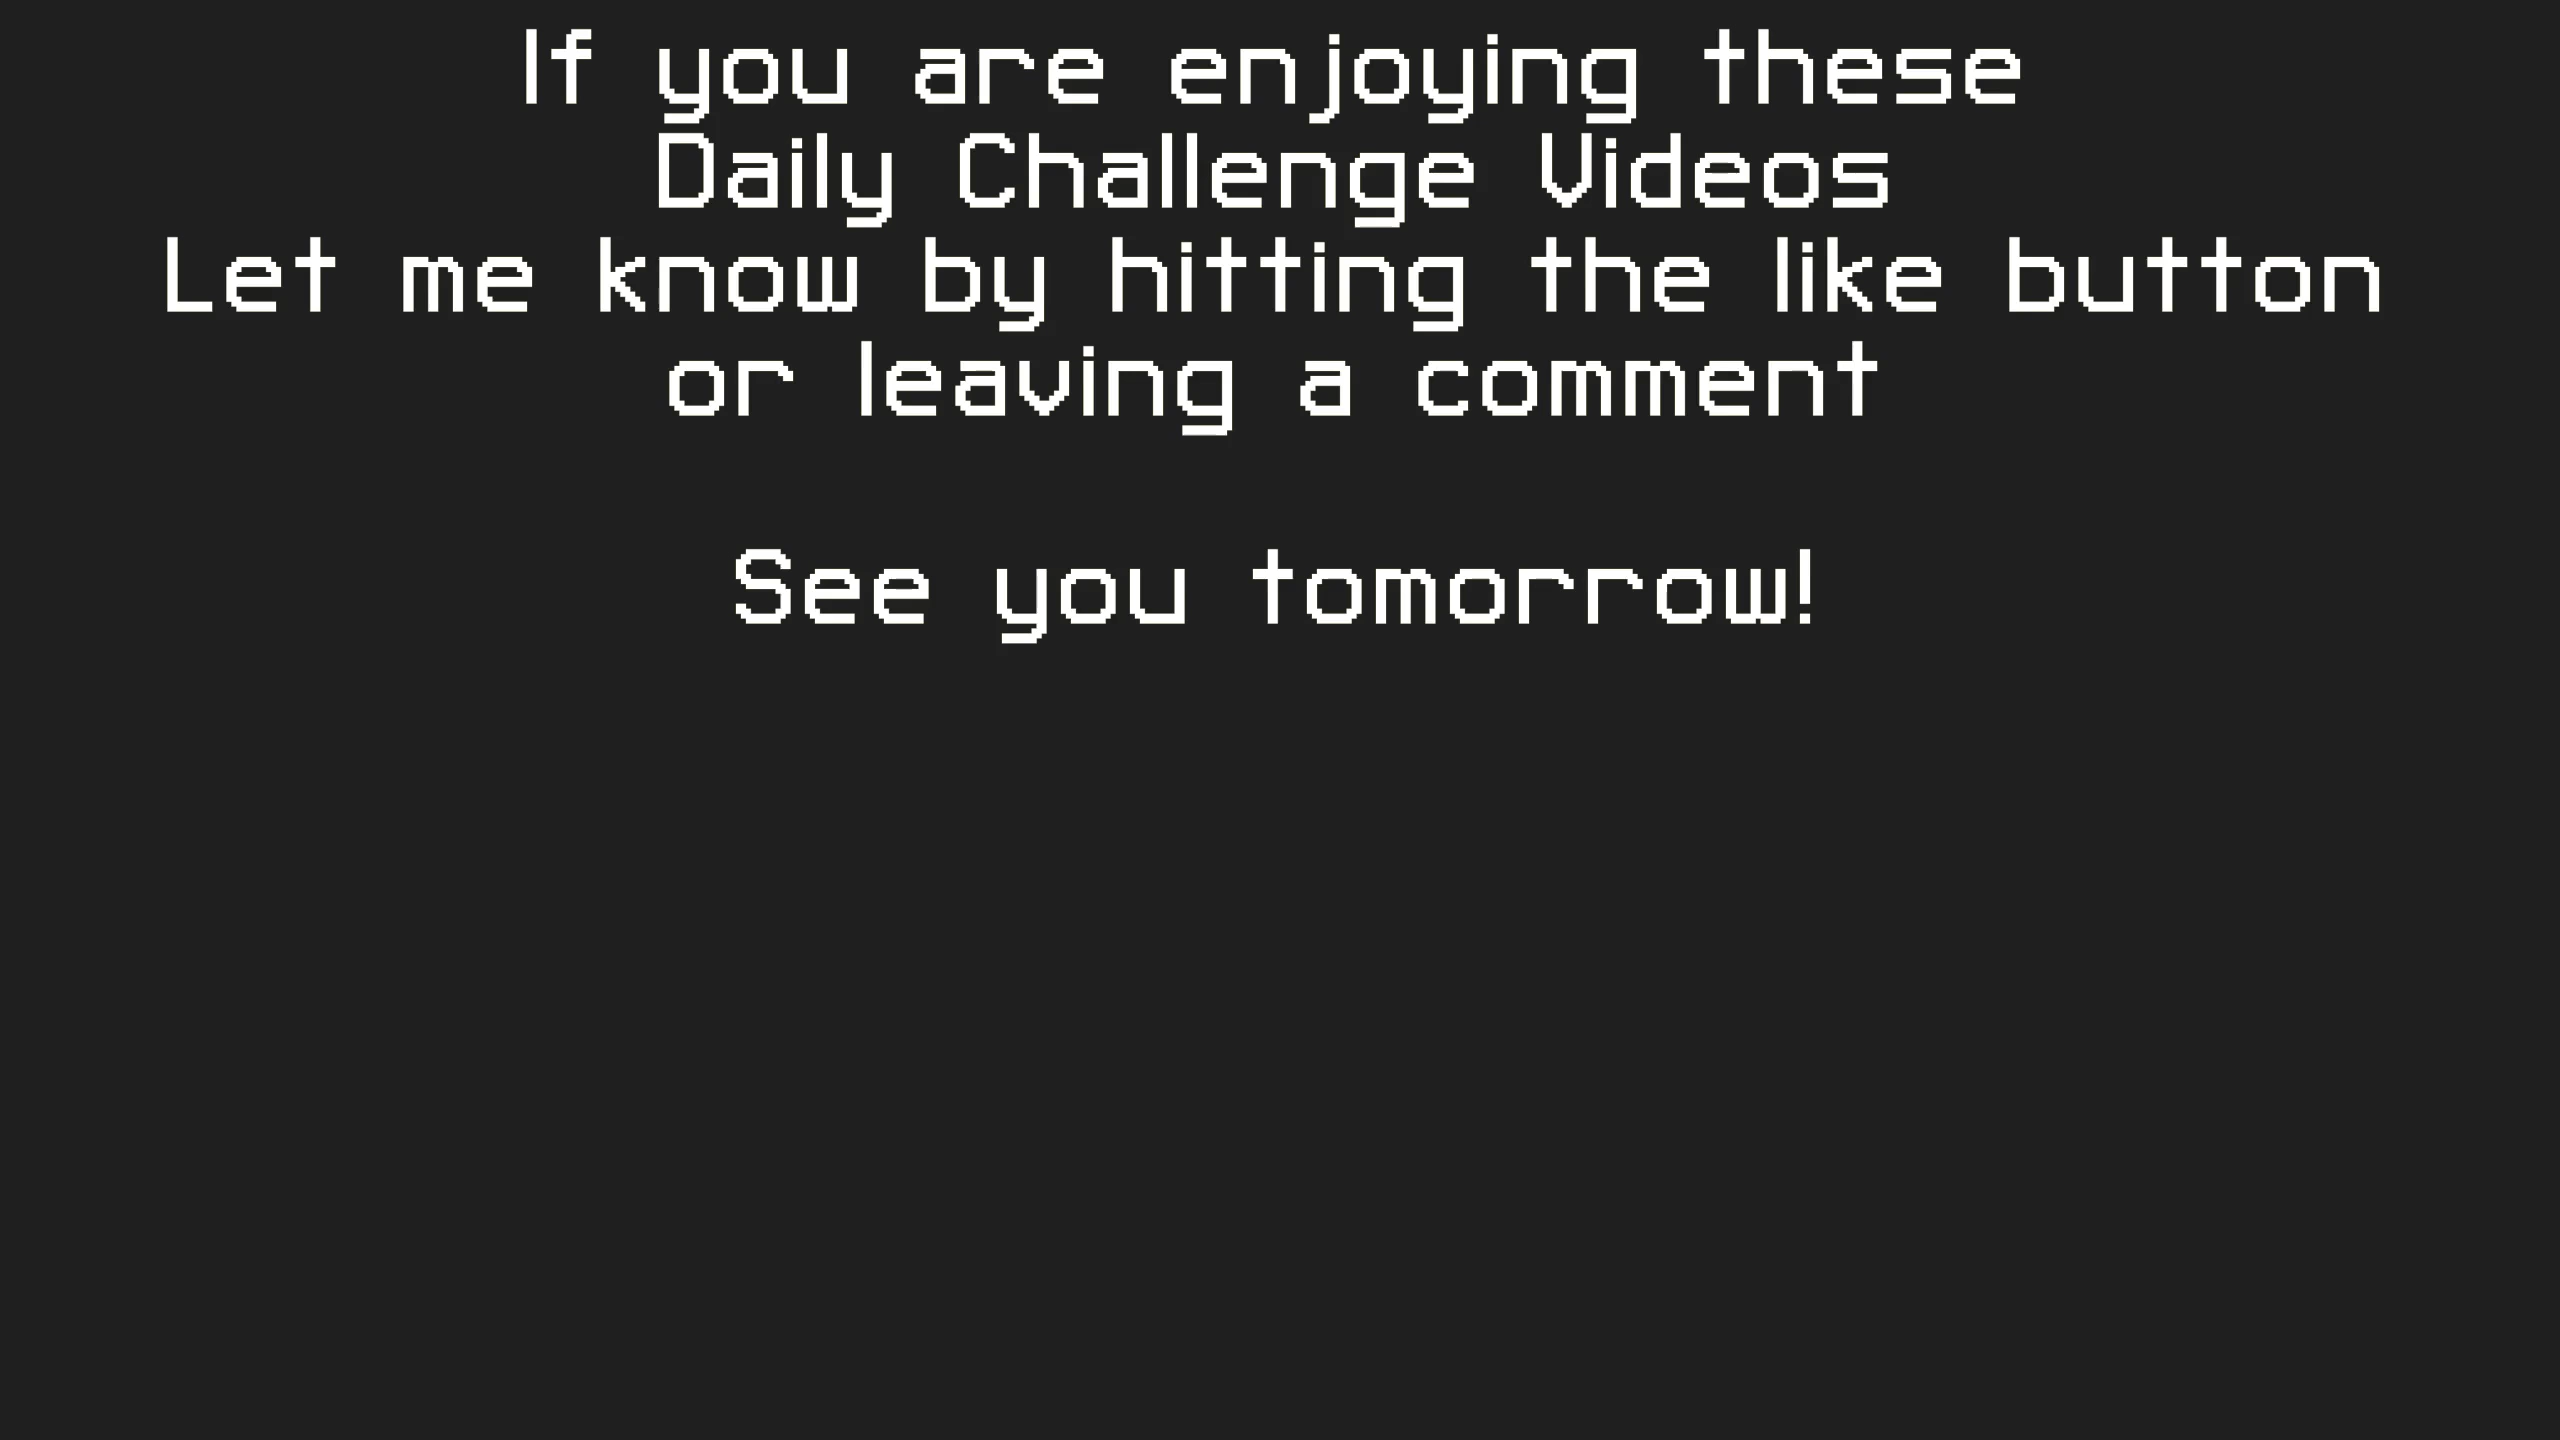 If you are enjoying these
Daily Challenge Videos
Let me know by hitting the like button
or leaving a comment
See you tomorrow!